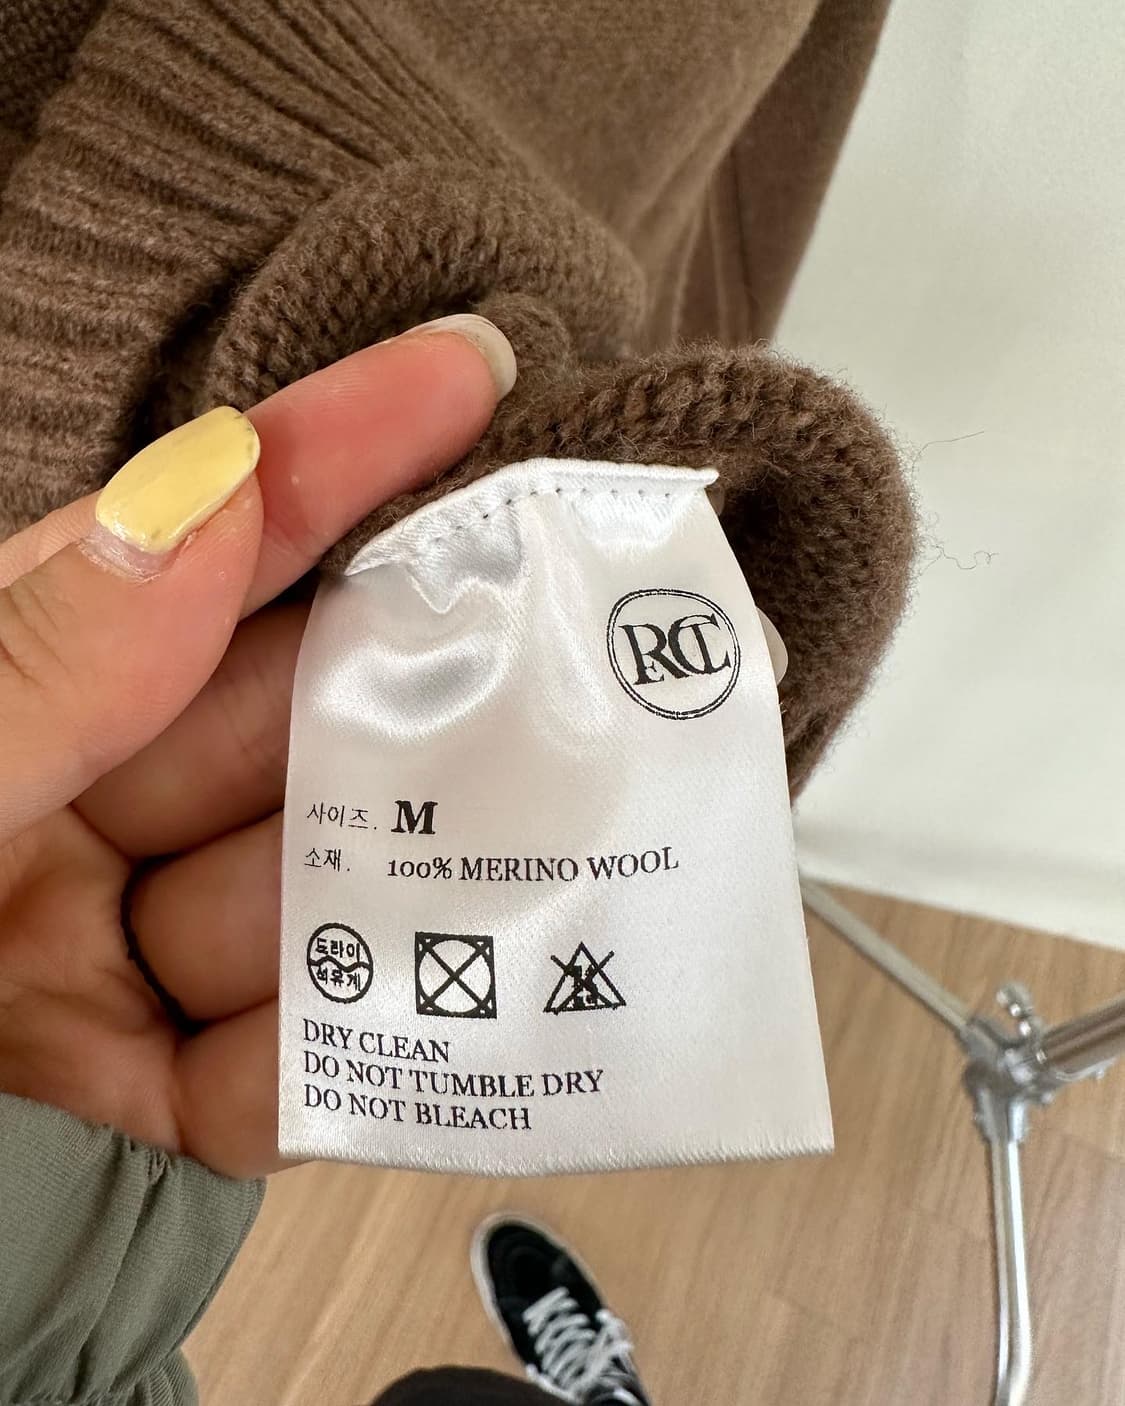 사이즈. M
소재. 100% MERINO WOOL
드라이
석유계
DRY CLEAN
DO NOT TUMBLE DRY
DO NOT BLEACH